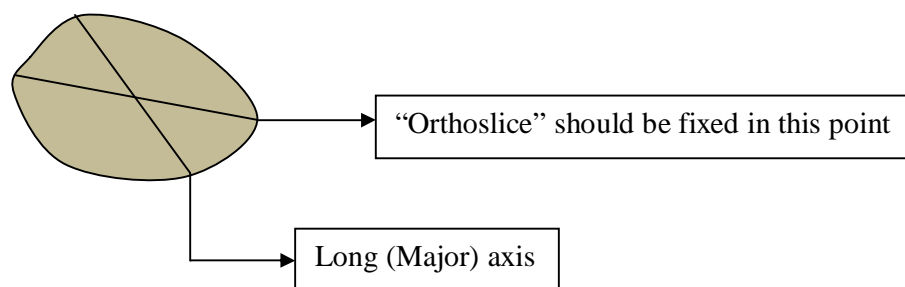 “Orthoslice” should be fixed in this point
Long (Major) axis